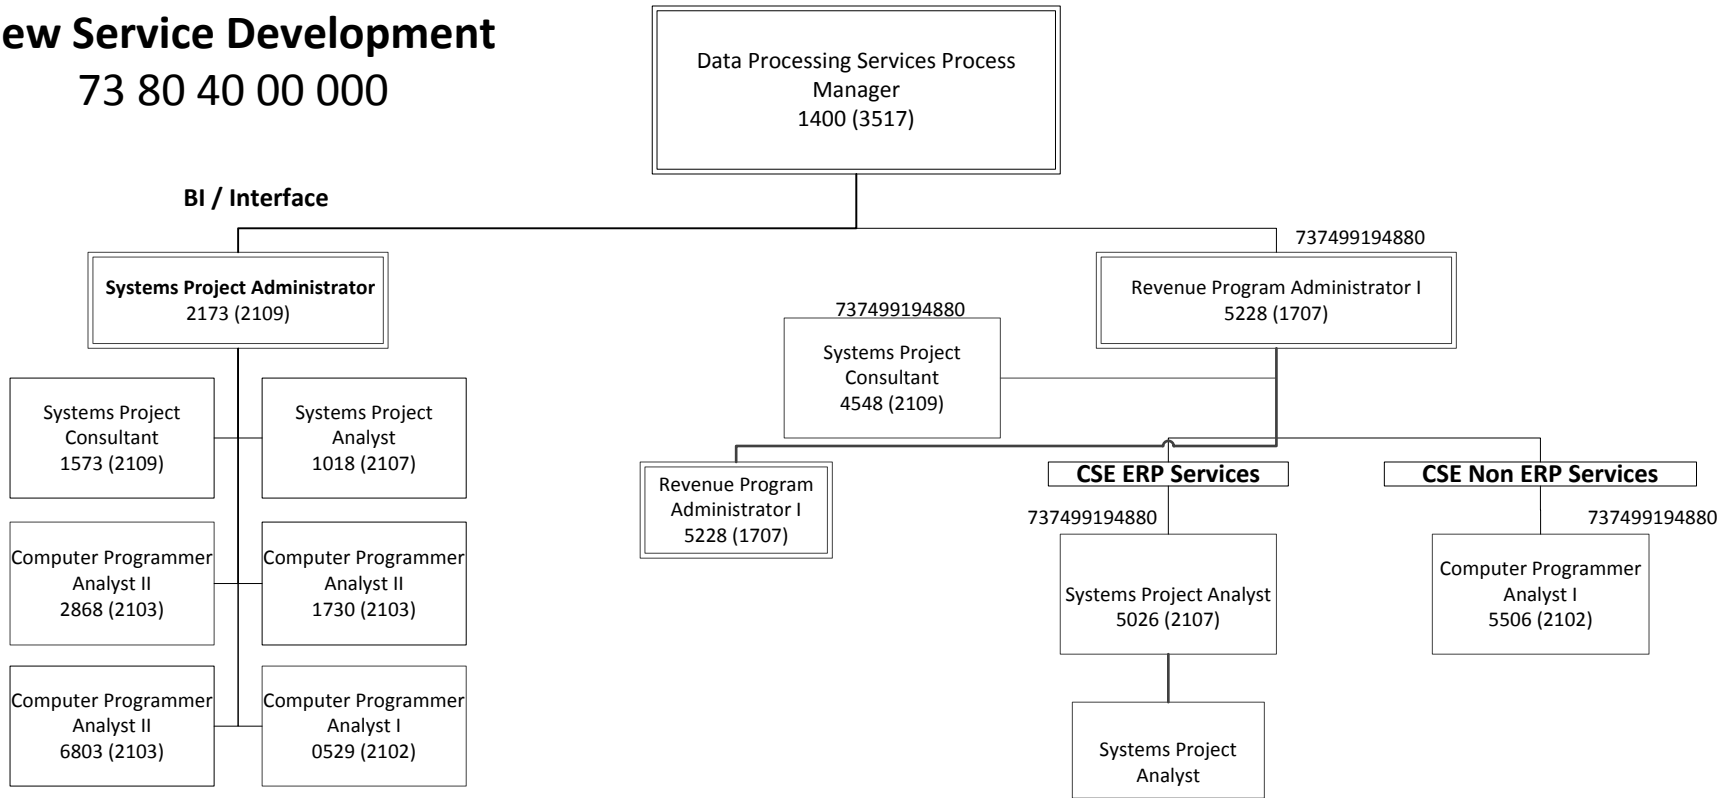 ew Service Development
73 80 40 00 000
Data Processing Services Process
Manager
1400 (3517)
BI / Interface
737499194880
Systems Project Administrator
2173 (2109)
Revenue Program Administrator I
5228 (1707)
737499194880
Systems Project
Consultant
4548 (2109)
Systems Project
Consultant
1573 (2109)
Systems Project
Analyst
1018 (2107)
Revenue Program
Administrator I
5228 (1707)
CSE ERP Services
CSE Non ERP Services
737499194880
737499194880
Computer Programmer
Analyst II
2868 (2103)
Computer Programmer
Analyst II
1730 (2103)
Systems Project Analyst
5026 (2107)
Computer Programmer
Analyst I
5506 (2102)
Computer Programmer
Analyst II
6803 (2103)
Computer Programmer
Analyst I
0529 (2102)
Systems Project
Analyst